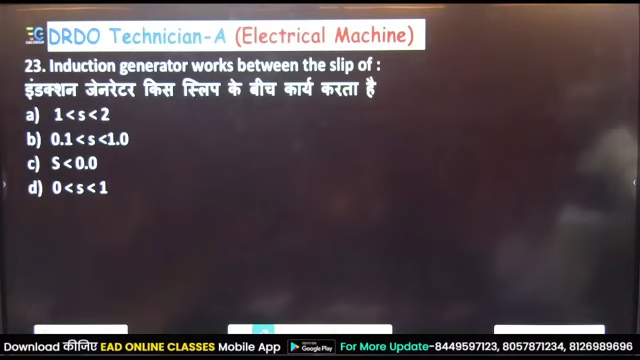 EG DRDO Technician-A (Electrical Machine)
23. Induction generator works between the slip of :
इंडक्शन जेनरेटर किस स्लिप के बीच कार्य करता है
a) 1 < s < 2
b) 0.1 < s <1.0
c) S < 0.0
d) 0 < s < 1
Download कीजिए EAD ONLINE CLASSES Mobile App Google Play For More Update-8449597123, 8057871234, 8126989696